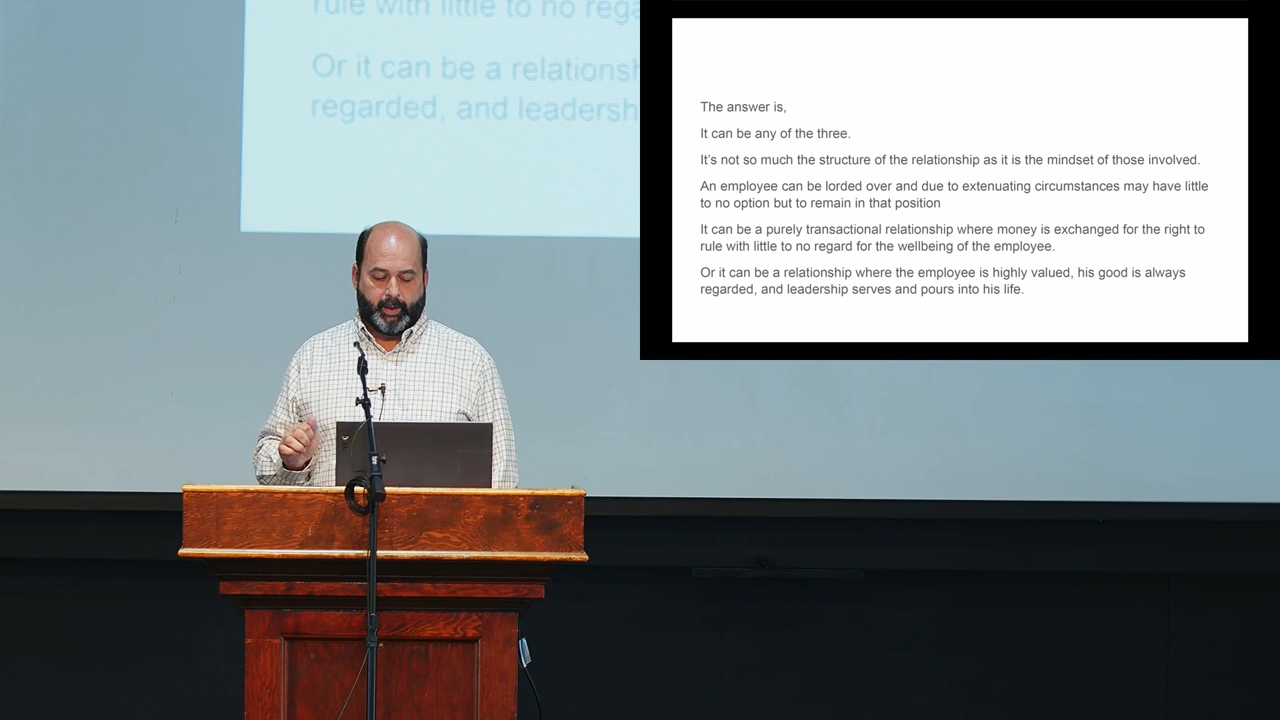 rule with little to no rega
Or it can be a relationsh
regarded, and leadersh
The answer is,
It can be any of the three.
It's not so much the structure of the relationship as it is the mindset of those involved.
An employee can be lorded over and due to extenuating circumstances may have little
to no option but to remain in that position
It can be a purely transactional relationship where money is exchanged for the right to
rule with little to no regard for the wellbeing of the employee.
Or it can be a relationship where the employee is highly valued, his good is always
regarded, and leadership serves and pours into his life.